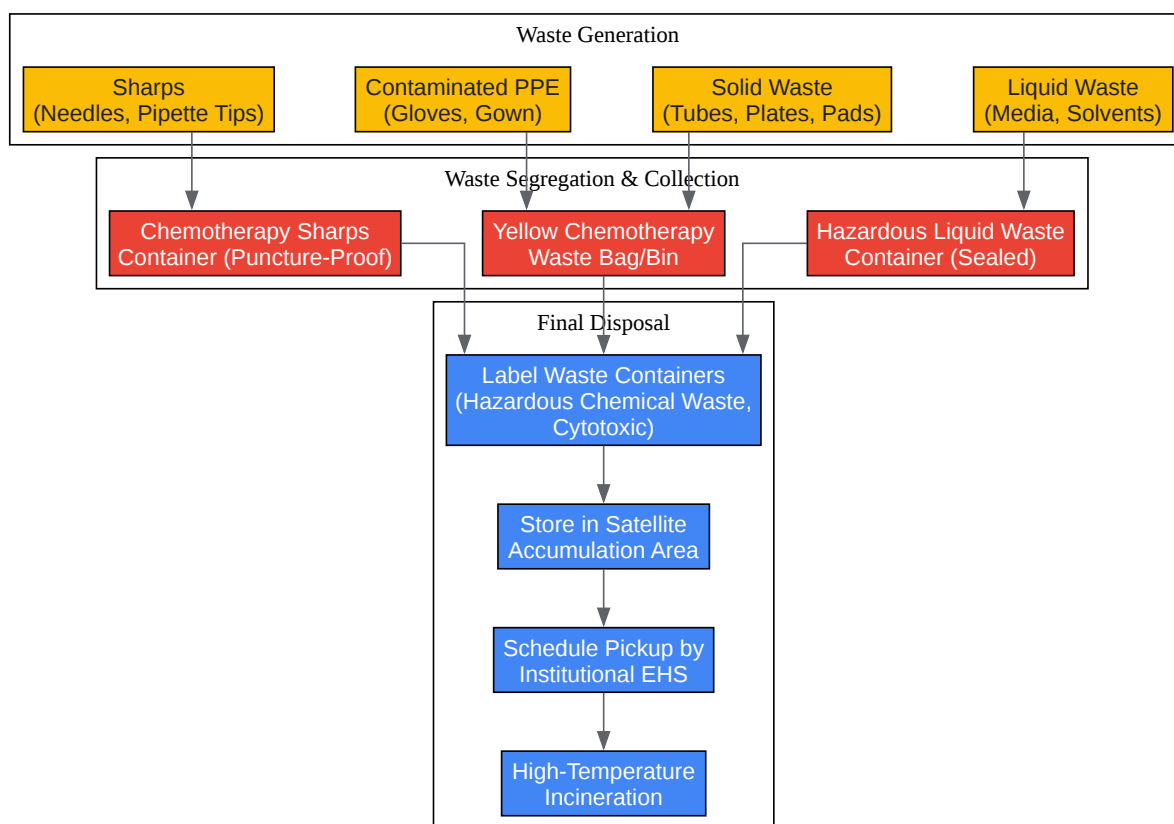 Waste Generation
Sharps
(Needles, Pipette Tips)
Contaminated PPE
(Gloves, Gown)
Solid Waste
(Tubes, Plates, Pads)
Liquid Waste
(Media, Solvents)
Waste Segregation & Collection
Chemotherapy Sharps
Container (Puncture-Proof)
Yellow Chemotherapy
Waste Bag/Bin
Hazardous Liquid Waste
Container (Sealed)
Final Disposal
Label Waste Containers
(Hazardous Chemical Waste,
Cytotoxic)
Store in Satellite
Accumulation Area
Schedule Pickup by
Institutional EHS
High-Temperature
Incineration